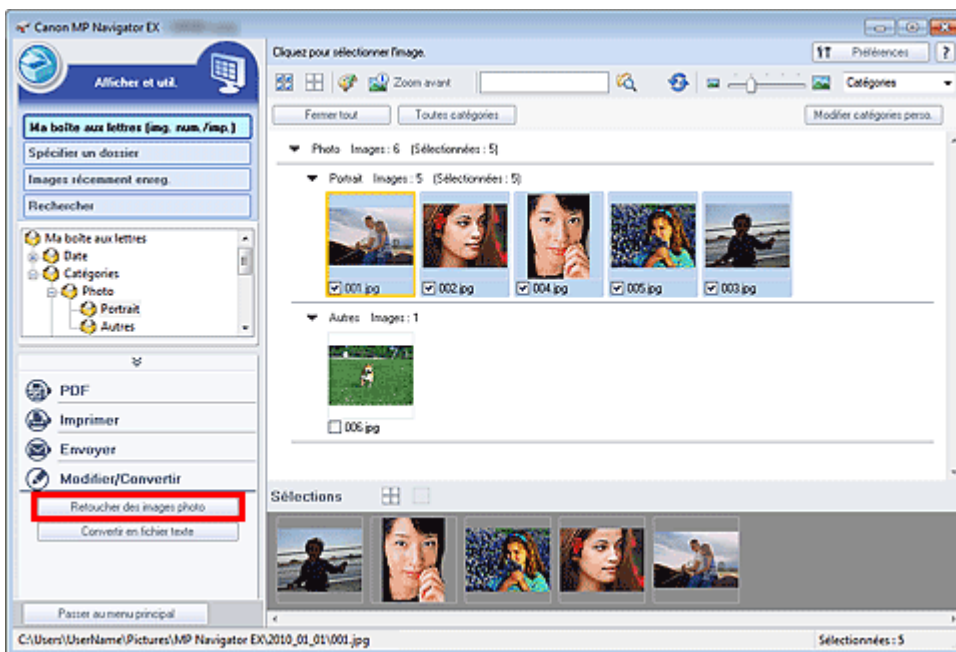 Canon MP Navigator EX
Afficher et util.
Cliquez pour sélectionner l'image.
Préférences
?
Zoom avant
Catégories
Fermer tout
Toutes catégories
Modifier catégories perso.
Ma boîte aux lettres (img. num./imp.)
Spécifier un dossier
Images récemment enreg.
Rechercher
Ma boîte aux lettres
Date
Catégories
Photo
Portrait
Autres
PDF
Imprimer
Envoyer
Modifier/Convertir
Retoucher des images photo
Convertir en fichier texte
Passer au menu principal
Photo Images : 6 (Sélectionnées : 5)
Portrait Images : 5 (Sélectionnées : 5)
001.jpg
002.jpg
004.jpg
005.jpg
003.jpg
Autres Images : 1
006.jpg
Sélections
C:\Users\UserName\Pictures\MP Navigator EX\2010_01_01\001.jpg
Sélectionnées : 5